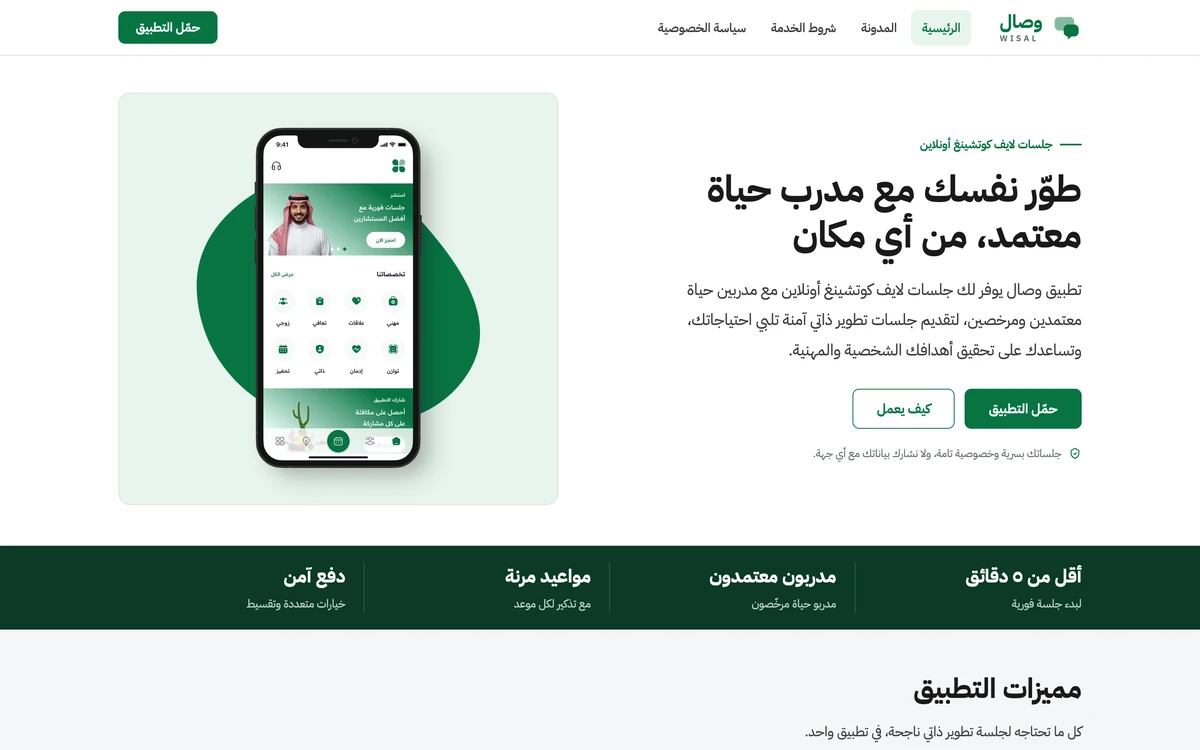 وصال
WISAL
الرئيسية
المدونة
شروط الخدمة
سياسة الخصوصية
حمّل التطبيق
جلسات لايف كوتشينغ أونلاين
طوّر نفسك مع مدرب حياة
معتمد، من أي مكان
تطبيق وصال يوفر لك جلسات لايف كوتشينغ أونلاين مع مدربين حياة
معتمدين ومرخصين، لتقديم جلسات تطوير ذاتي آمنة تلبي احتياجاتك،
وتساعدك على تحقيق أهدافك الشخصية والمهنية.
حمّل التطبيق
كيف يعمل
جلساتك بسرية وخصوصية تامة، ولا نشارك بياناتك مع أي جهة.
9:41
استشر
جلسات فورية مع
أفضل المستشارين
احجز الان
تخصصاتنا
عرض الكل
مهني
علاقات
تعافي
زوجي
توازن
إدمان
ذاتي
تحفيز
شارك التطبيق
أحصل على مكافئة
على كل مشاركة
أقل من ٥ دقائق
لبدء جلسة فورية
مدربون معتمدون
مدربو حياة مرخّصون
مواعيد مرنة
مع تذكير لكل موعد
دفع آمن
خيارات متعددة وتقسيط
مميزات التطبيق
كل ما تحتاجه لجلسة تطوير ذاتي ناجحة، في تطبيق واحد.